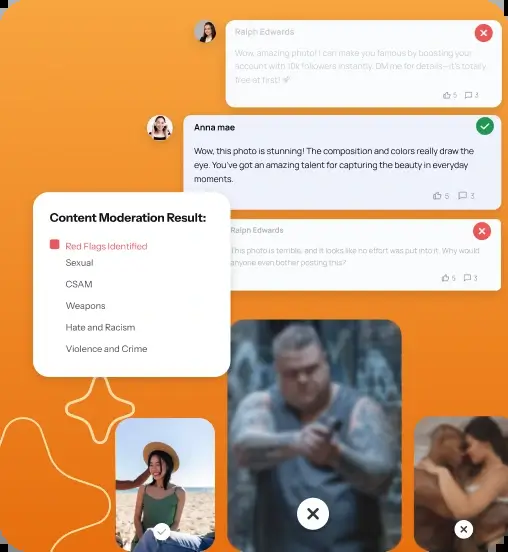 Ralph Edwards
Wow, amazing photo! I can make you famous by boosting your
account with 10k followers instantly. DM me for details—it's totally
free at first! 🚀
5 3
Anna mae
Wow, this photo is stunning! The composition and colors really draw the
eye. You've got an amazing talent for capturing the beauty in everyday
moments.
5 3
Ralph Edwards
This photo is terrible, and it looks like no effort was put into it. Why would
anyone even bother posting this?
5 3
Content Moderation Result:
Red Flags Identified
Sexual
CSAM
Weapons
Hate and Racism
Violence and Crime